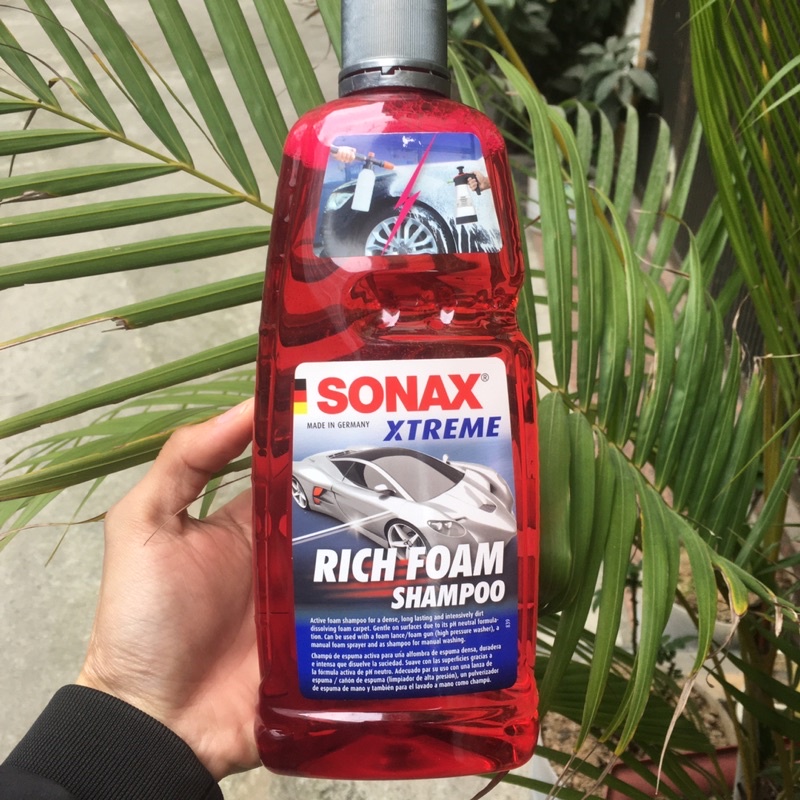 SONAX®
MADE IN GERMANY
XTREME
RICH FOAM
SHAMPOO
Active foam shampoo for a dense, long lasting and intensively dirt
dissolving foam carpet. Gentle on surfaces due to its pH neutral formula-
tion. Can be used with a foam lance/foam gun (high pressure washer), a
manual foam sprayer and as shampoo for manual washing.
Champú de espuma activa para una alfombra de espuma densa, duradera
e intensa que disuelve la suciedad. Suave con las superficies gracias a
la fórmula activa de pH neutro. Adecuado par su uso con una lanza de
espuma / cañón de espuma (limpiador de alta presión), un pulverizador
de espuma de mano y también para el lavado a mano como champú.